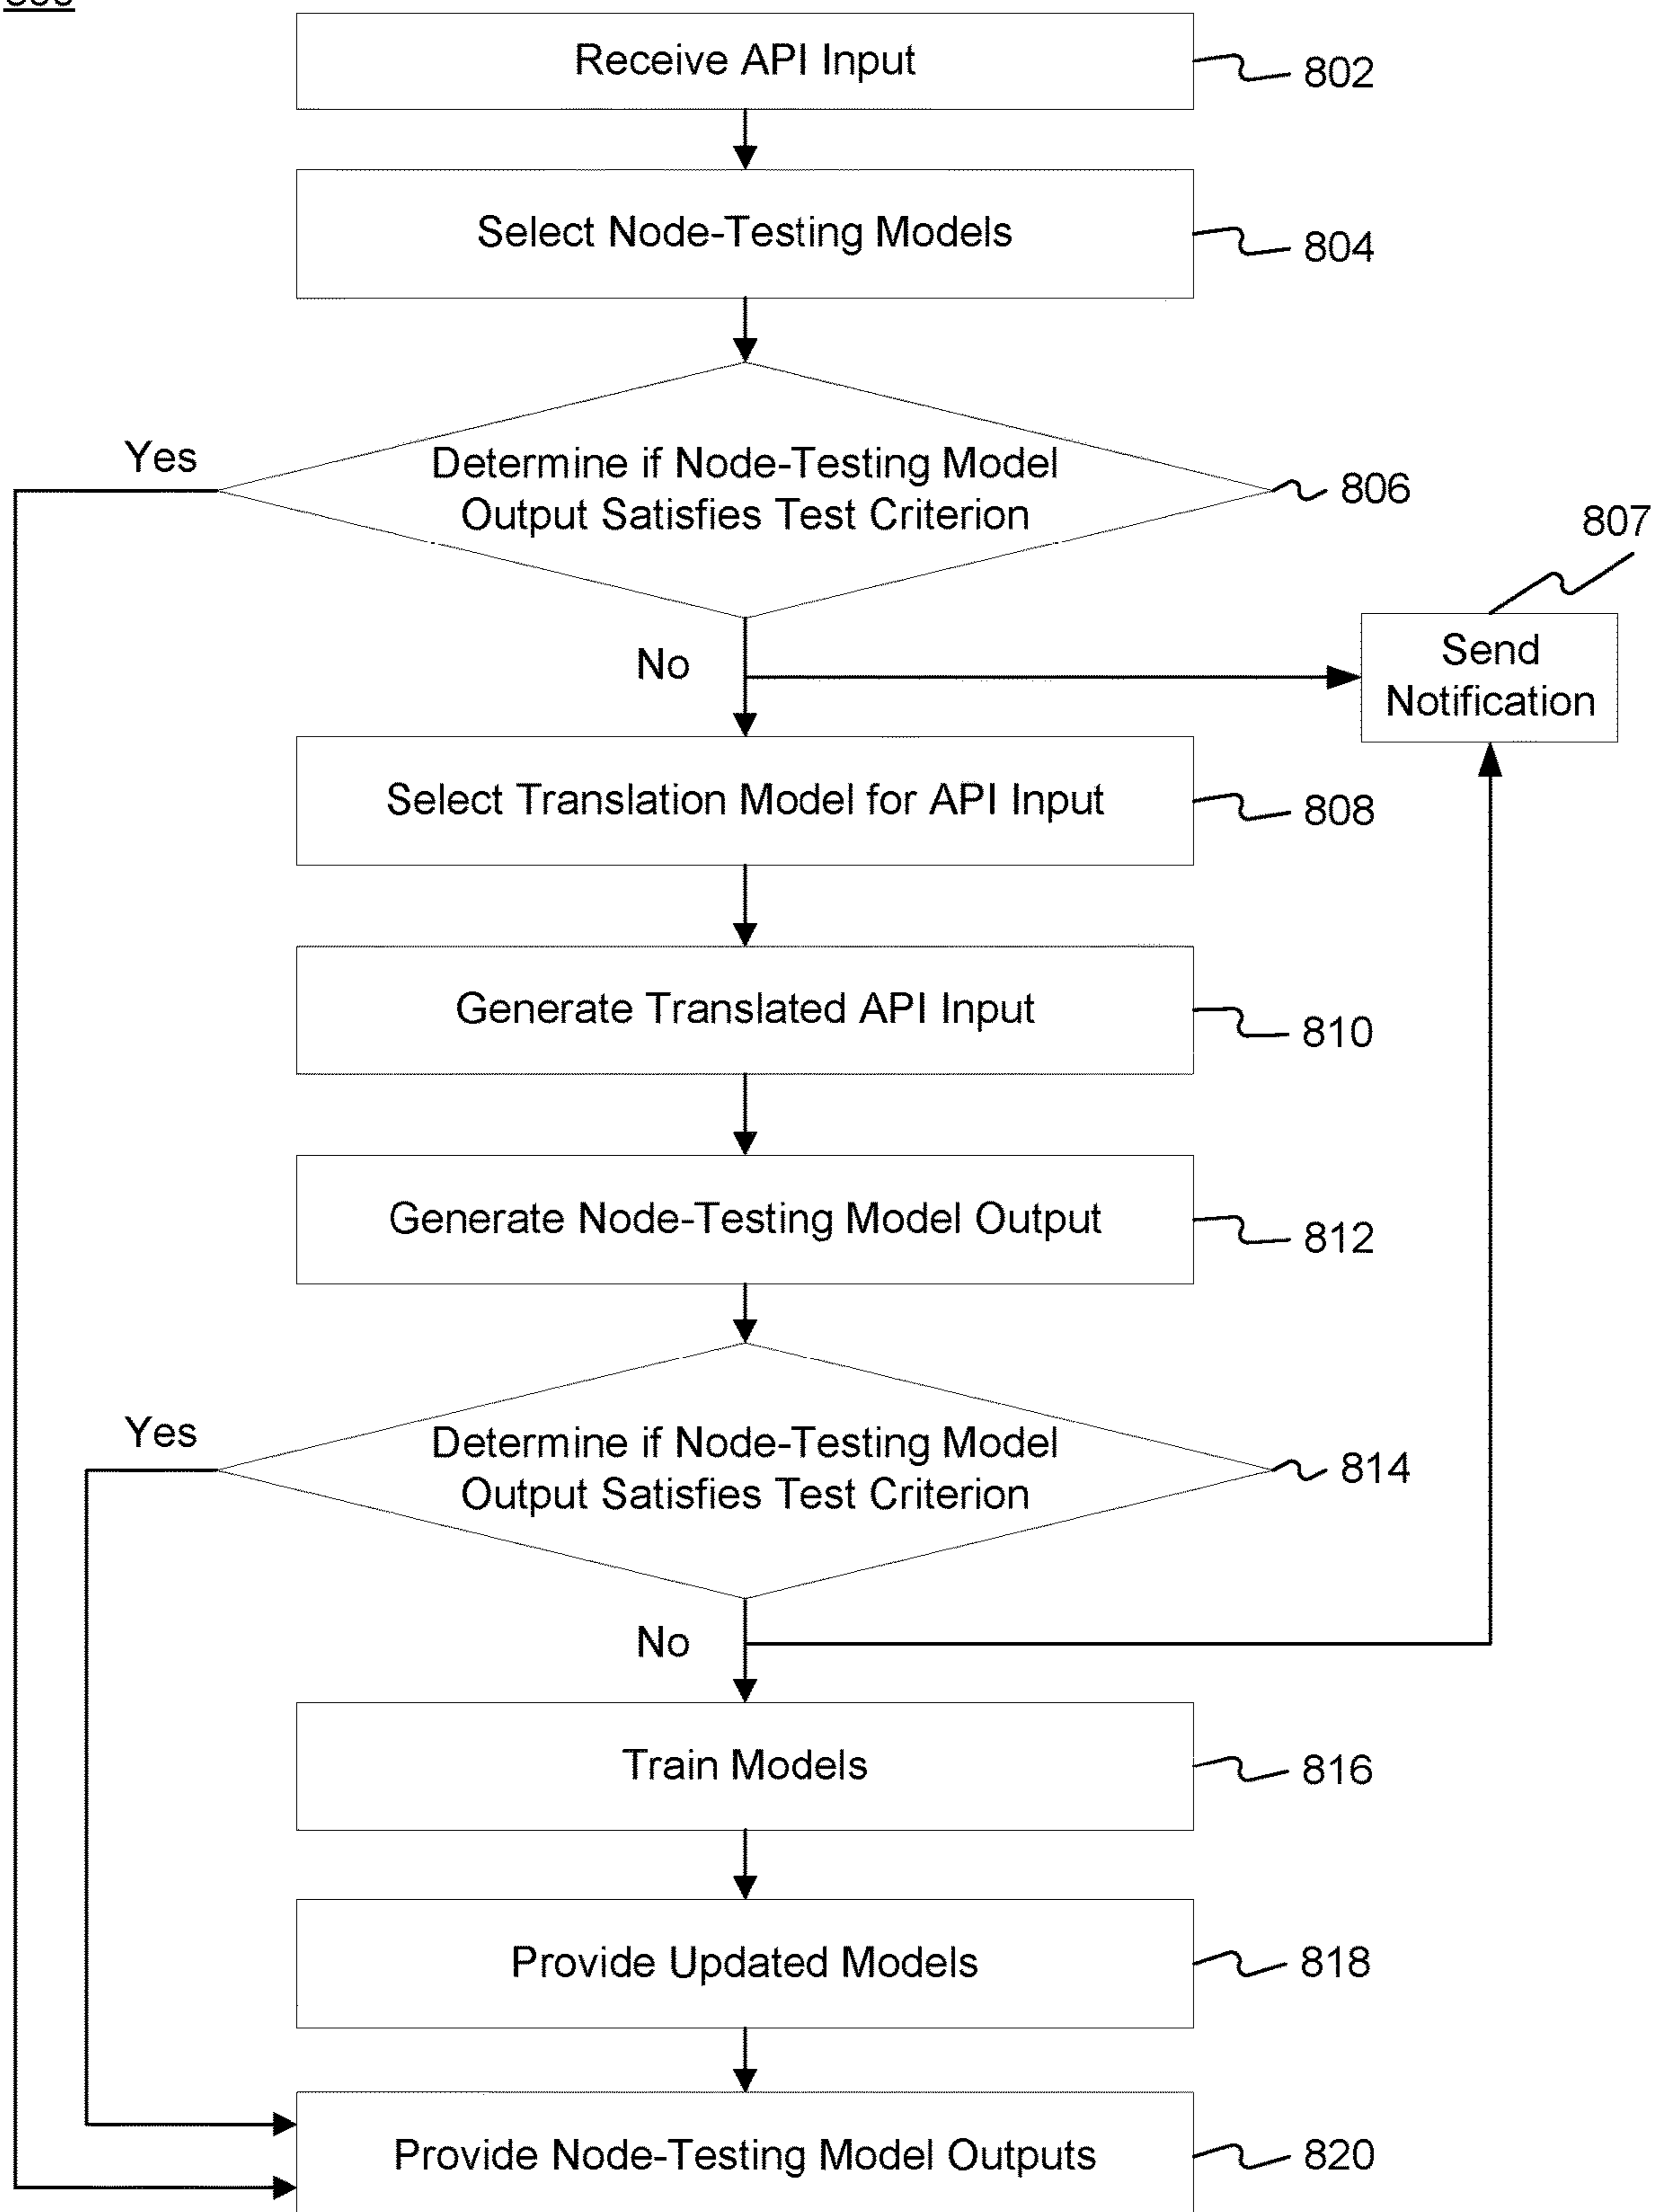 Receive API Input
802
Select Node-Testing Models
804
Yes
Determine if Node-Testing Model
Output Satisfies Test Criterion
806
807
No
Send
Notification
Select Translation Model for API Input
808
Generate Translated API Input
810
Generate Node-Testing Model Output
812
Yes
Determine if Node-Testing Model
Output Satisfies Test Criterion
814
No
Train Models
816
Provide Updated Models
818
Provide Node-Testing Model Outputs
820